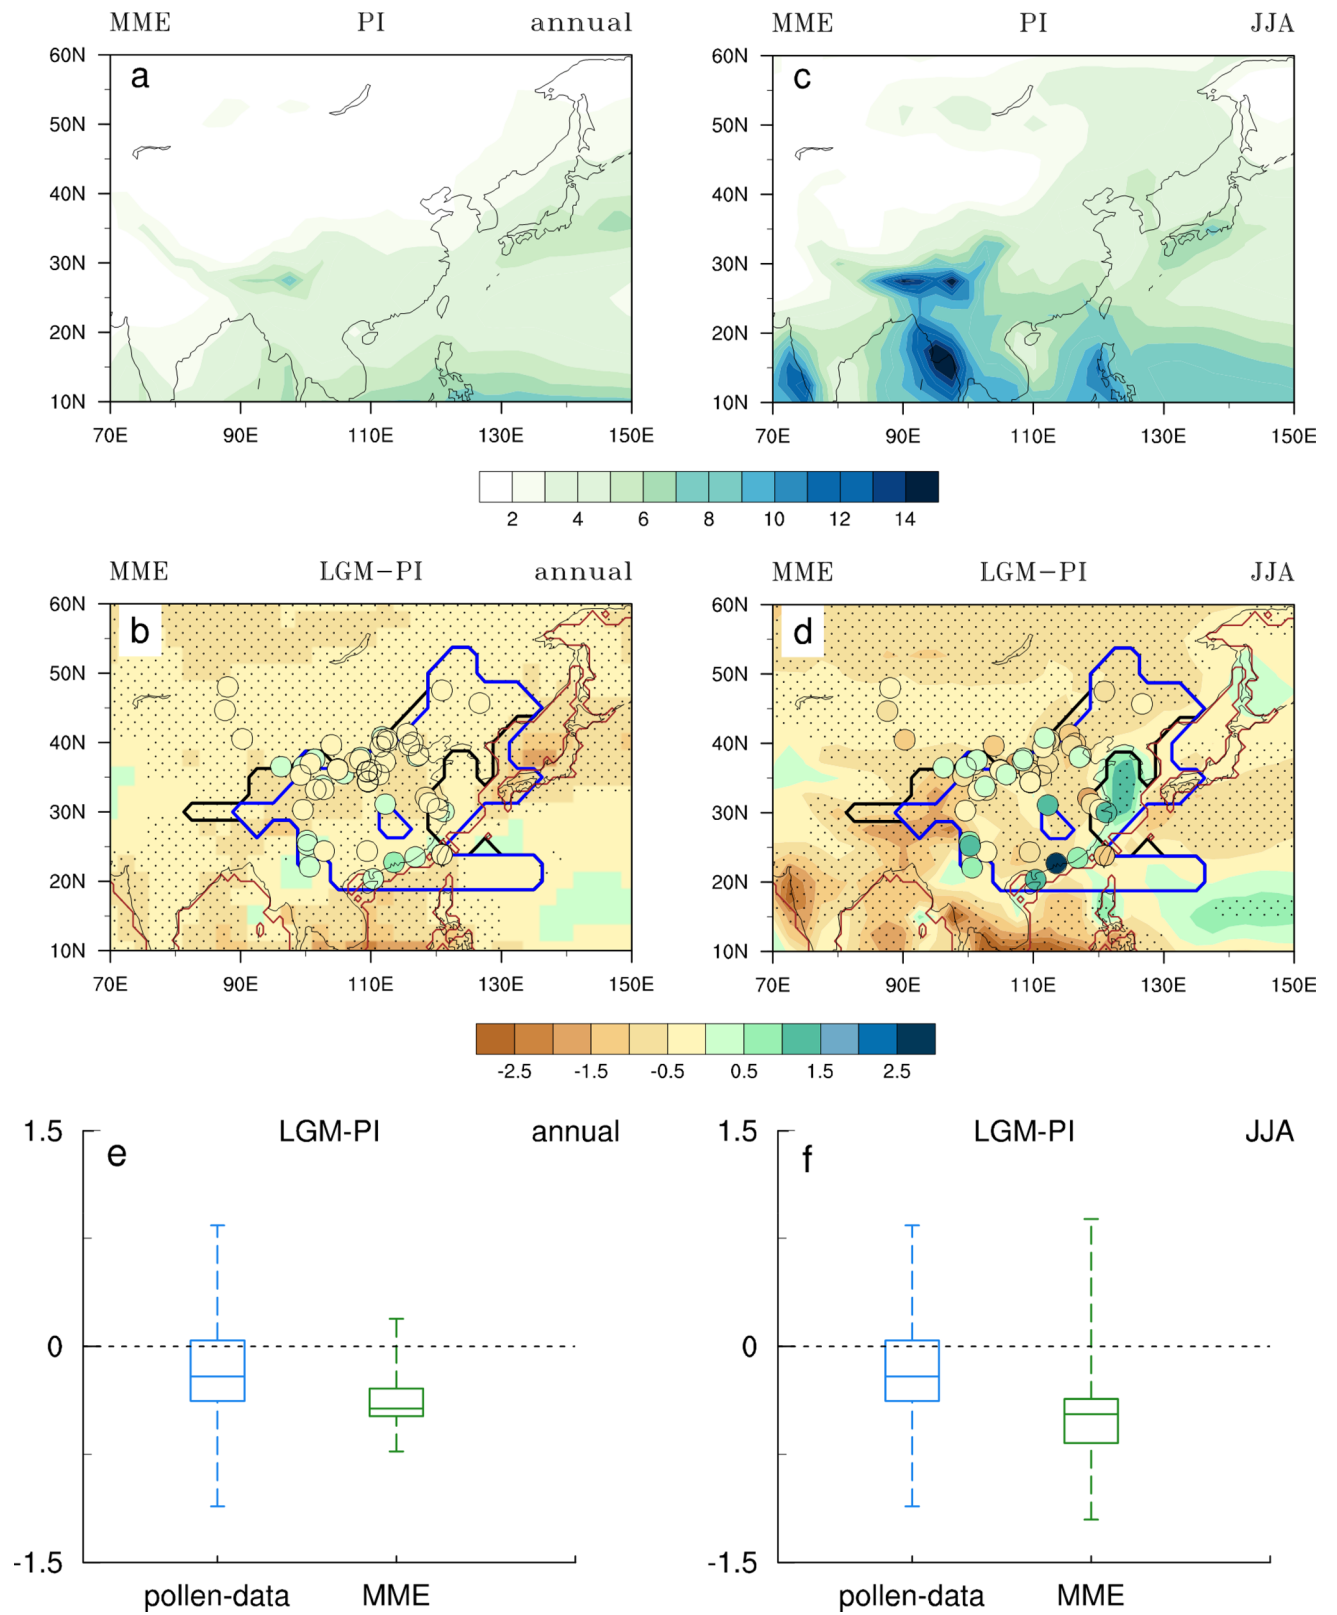 MME PI annual
MME PI JJA
a
60N
50N
40N
30N
20N
10N
70E 90E 110E 130E 150E
c
60N
50N
40N
30N
20N
10N
70E 90E 110E 130E 150E
2 4 6 8 10 12 14
MME LGM-PI annual
MME LGM-PI JJA
b
60N
50N
40N
30N
20N
10N
70E 90E 110E 130E 150E
d
60N
50N
40N
30N
20N
10N
70E 90E 110E 130E 150E
-2.5 -1.5 -0.5 0.5 1.5 2.5
e
LGM-PI annual
1.5
0
-1.5
pollen-data MME
f
LGM-PI JJA
1.5
0
-1.5
pollen-data MME